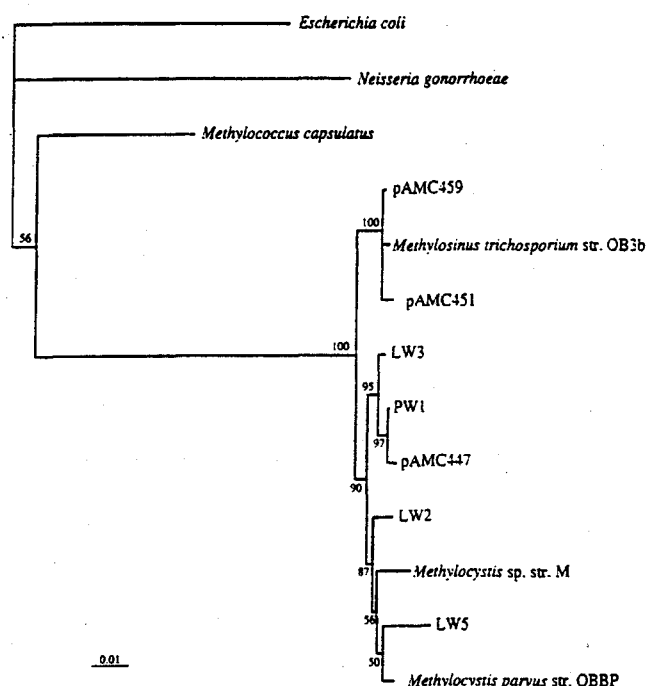 Escherichia coli
Neisseria gonorrhoeae
Methylococcus capsulatus
pAMC459
100
Methylosinus trichosporium str. OB3b
56
pAMC451
100
LW3
95
PW1
97
pAMC447
90
LW2
87
Methylocystis sp. str. M
56
LW5
50
0.01
Methylocystis parvus str. OBBP